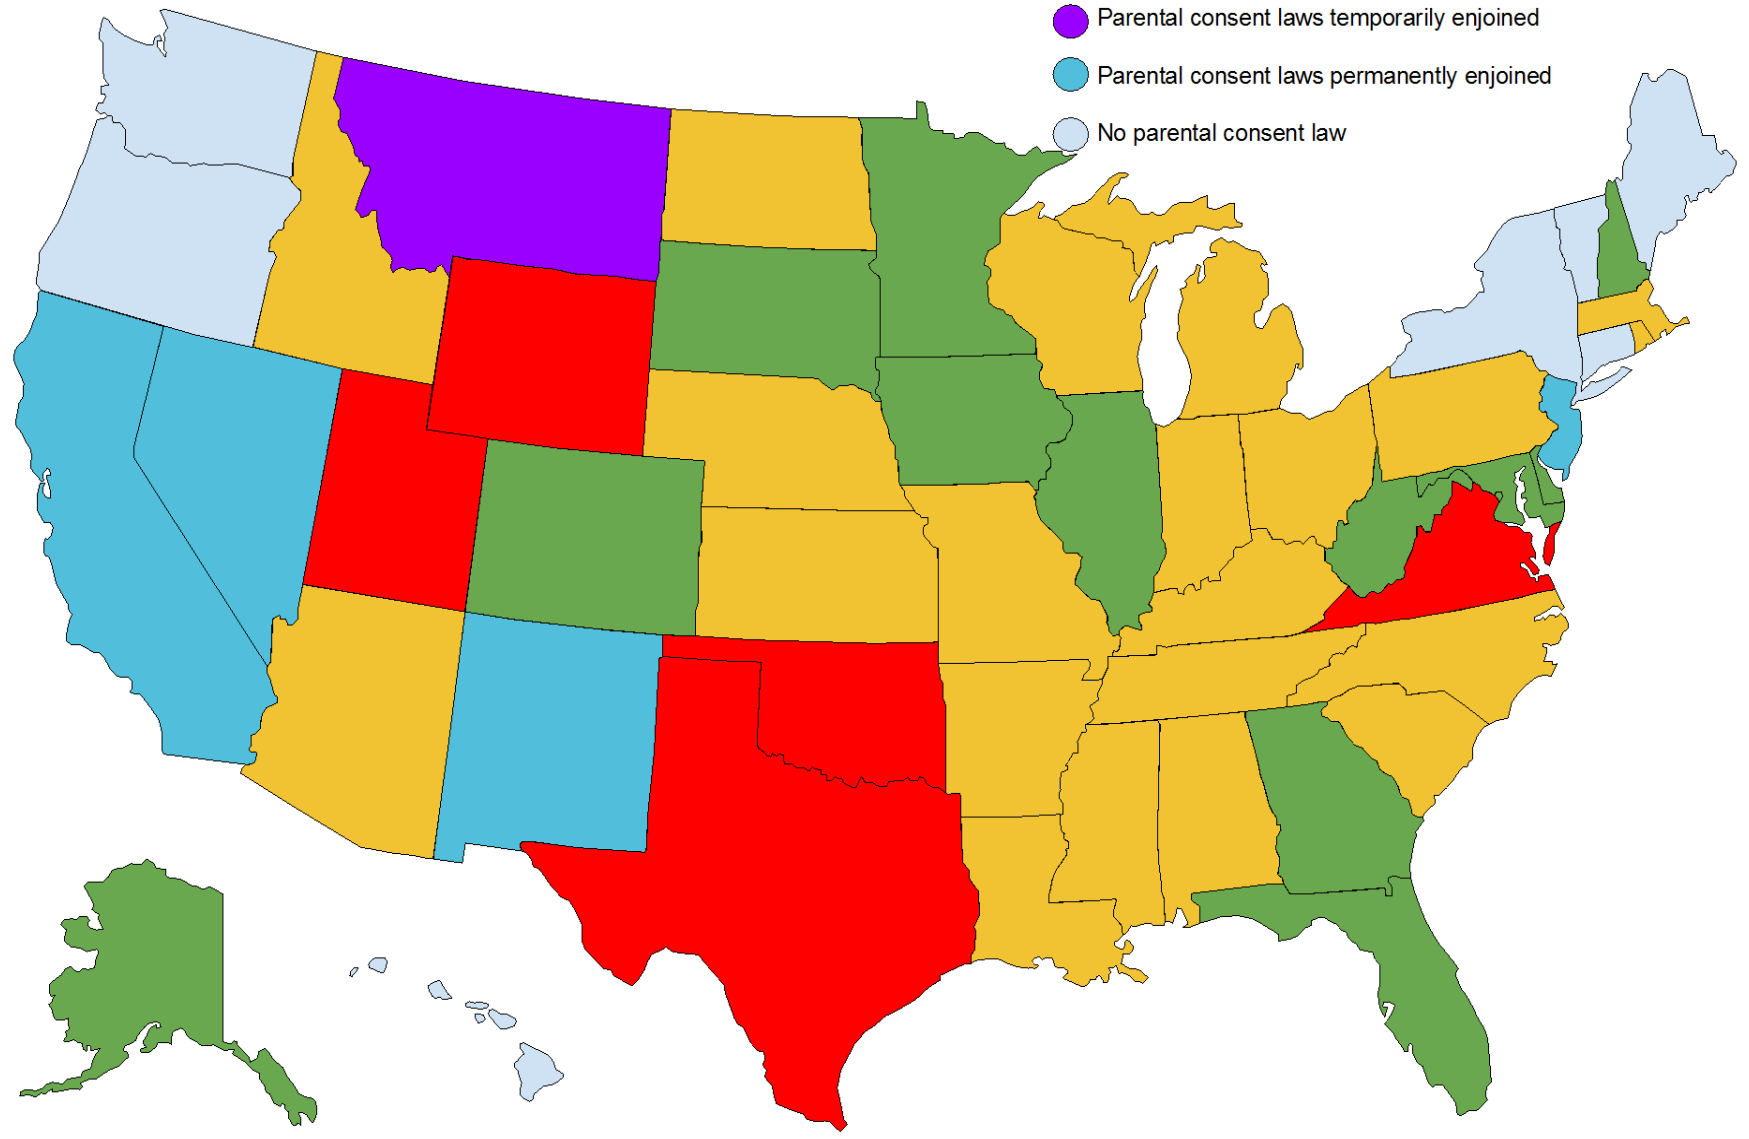 Parental consent laws temporarily enjoined
Parental consent laws permanently enjoined
No parental consent law